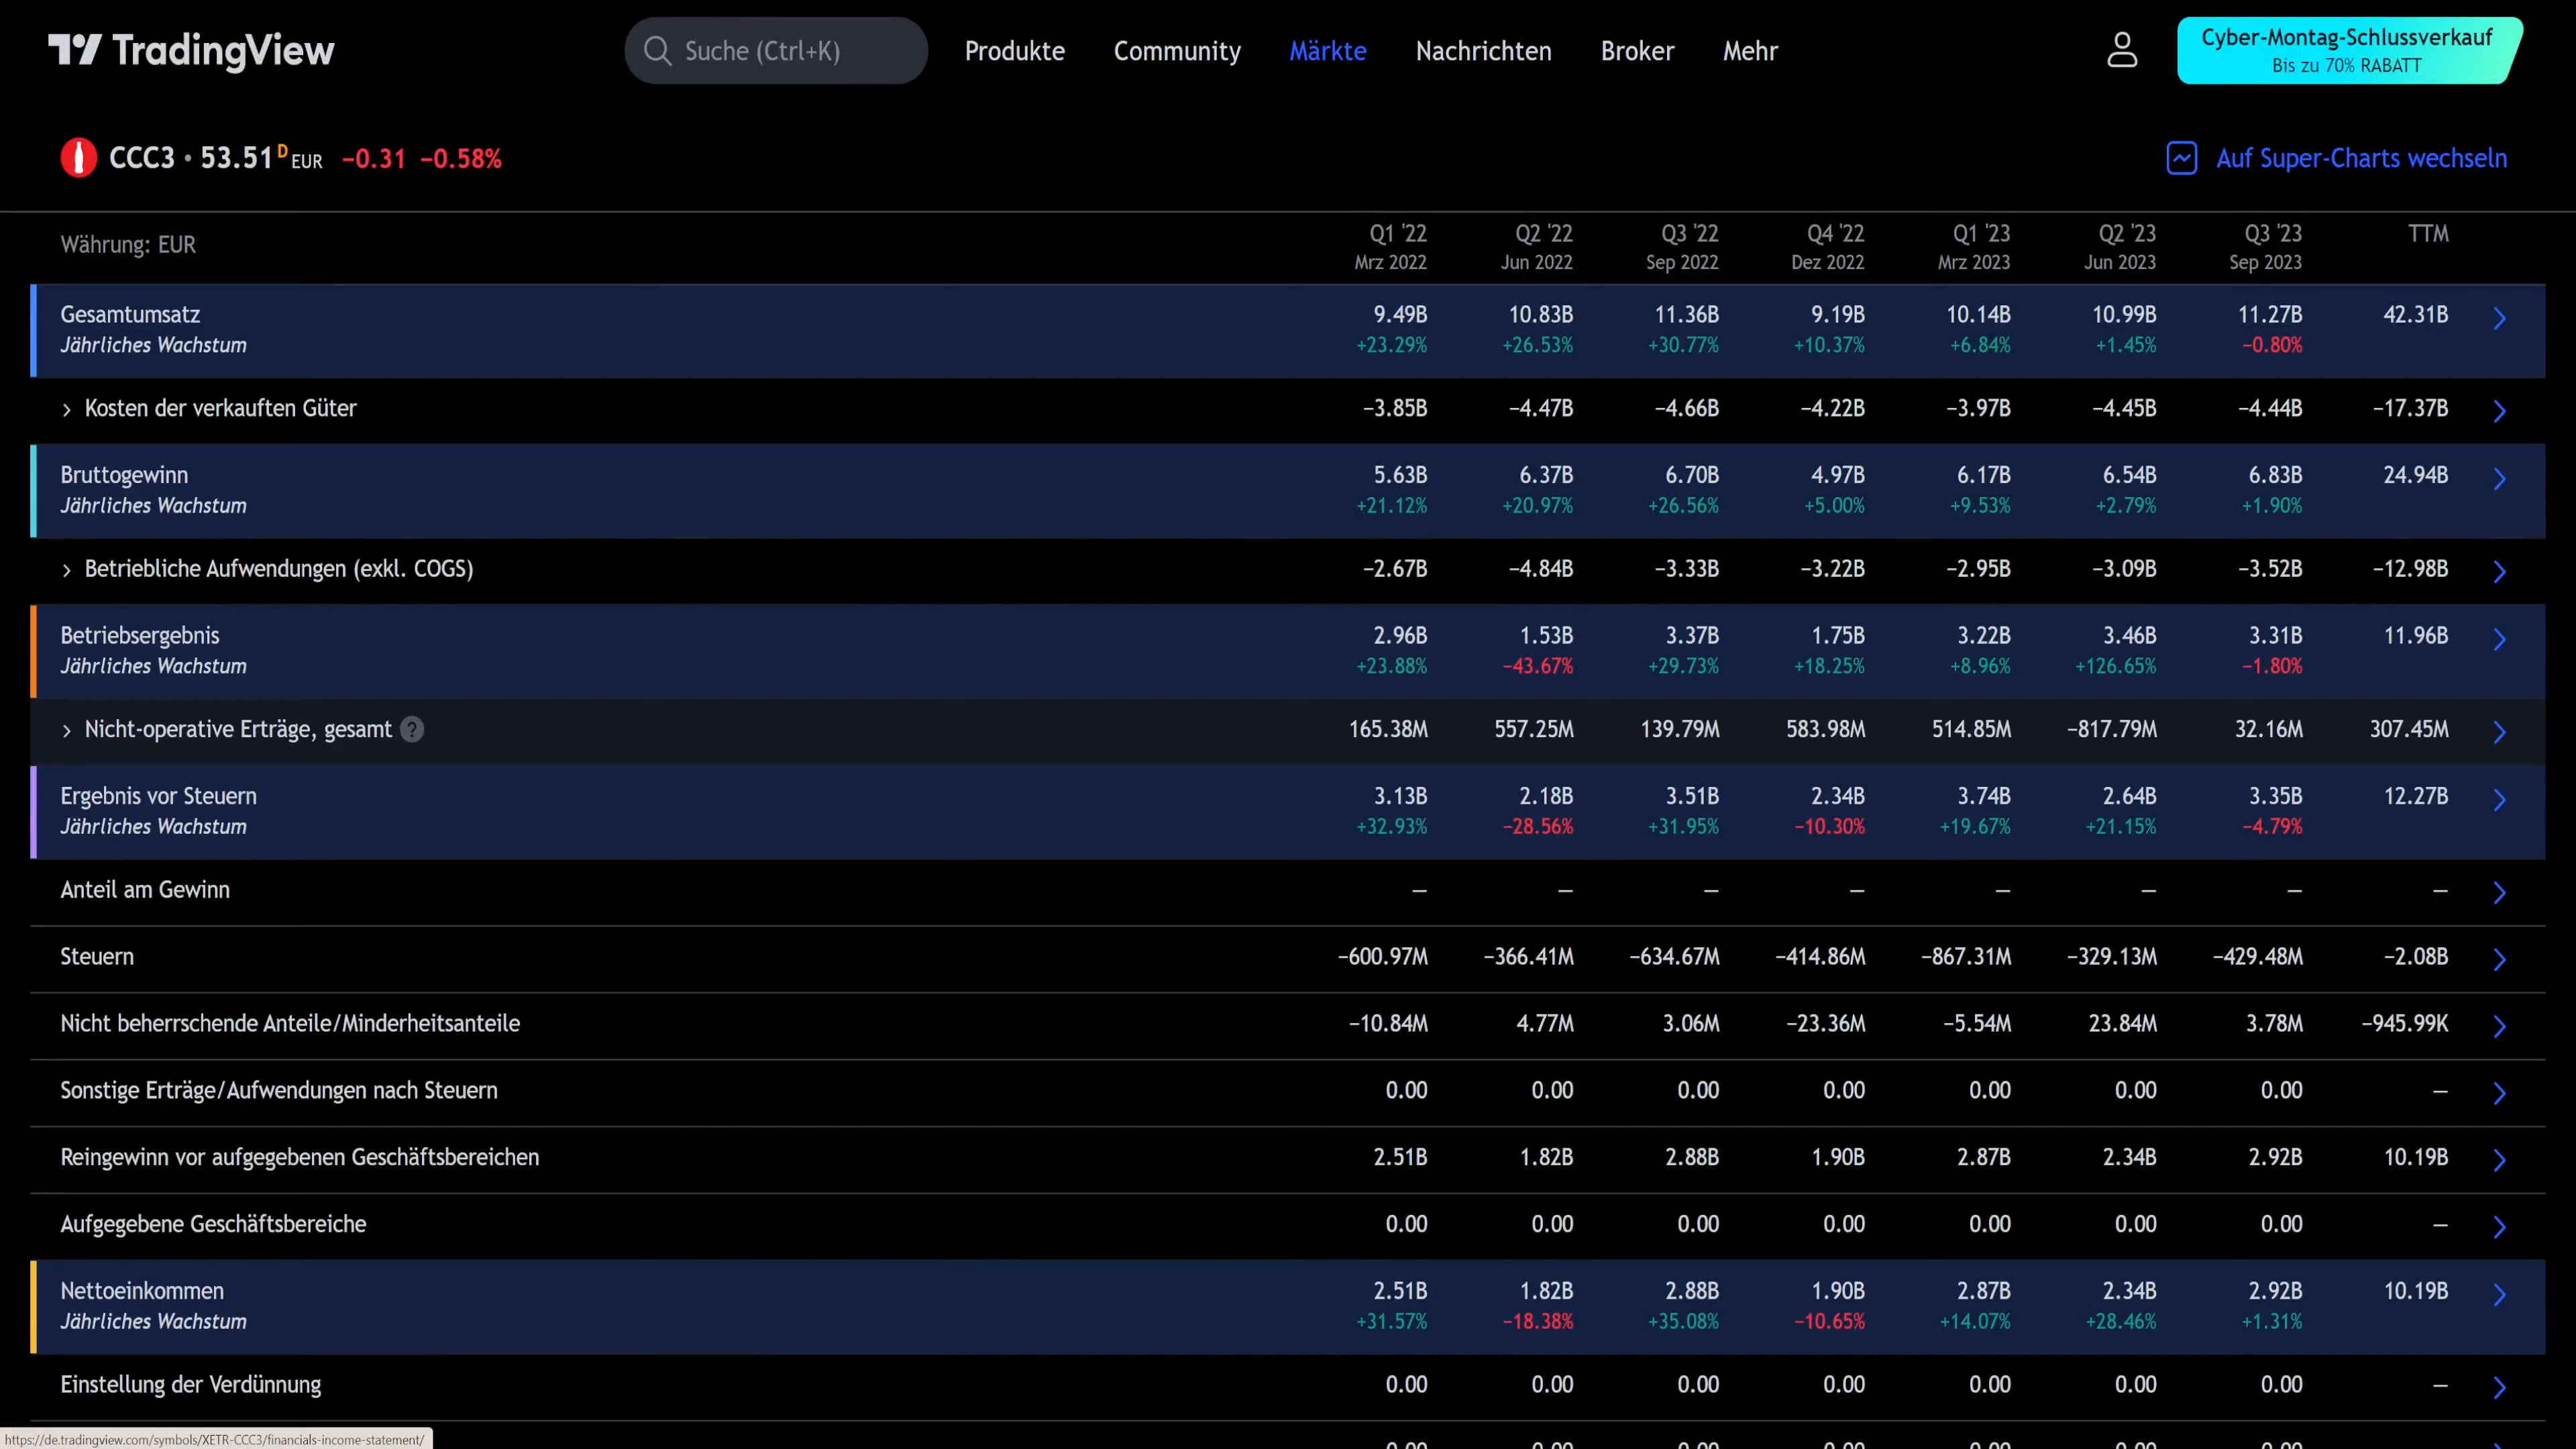 TradingView
Suche (Ctrl+K)
Produkte Community Märkte Nachrichten Broker Mehr
Cyber-Montag-Schlussverkauf
Bis zu 70% RABATT
CCC3 • 53.51 D EUR −0.31 −0.58%
Auf Super-Charts wechseln
Währung: EUR Q1 '22 Q2 '22 Q3 '22 Q4 '22 Q1 '23 Q2 '23 Q3 '23 TTM
Mrz 2022 Jun 2022 Sep 2022 Dez 2022 Mrz 2023 Jun 2023 Sep 2023
Gesamtumsatz 9.49B 10.83B 11.36B 9.19B 10.14B 10.99B 11.27B 42.31B
Jährliches Wachstum +23.29% +26.53% +30.77% +10.37% +6.84% +1.45% −0.80%
Kosten der verkauften Güter −3.85B −4.47B −4.66B −4.22B −3.97B −4.45B −4.44B −17.37B
Bruttogewinn 5.63B 6.37B 6.70B 4.97B 6.17B 6.54B 6.83B 24.94B
Jährliches Wachstum +21.12% +20.97% +26.56% +5.00% +9.53% +2.79% +1.90%
Betriebliche Aufwendungen (exkl. COGS) −2.67B −4.84B −3.33B −3.22B −2.95B −3.09B −3.52B −12.98B
Betriebsergebnis 2.96B 1.53B 3.37B 1.75B 3.22B 3.46B 3.31B 11.96B
Jährliches Wachstum +23.88% −43.67% +29.73% +18.25% +8.96% +126.65% −1.80%
Nicht-operative Erträge, gesamt ? 165.38M 557.25M 139.79M 583.98M 514.85M −817.79M 32.16M 307.45M
Ergebnis vor Steuern 3.13B 2.18B 3.51B 2.34B 3.74B 2.64B 3.35B 12.27B
Jährliches Wachstum +32.93% −28.56% +31.95% −10.30% +19.67% +21.15% −4.79%
Anteil am Gewinn — — — — — — — —
Steuern −600.97M −366.41M −634.67M −414.86M −867.31M −329.13M −429.48M −2.08B
Nicht beherrschende Anteile/Minderheitsanteile −10.84M 4.77M 3.06M −23.36M −5.54M 23.84M 3.78M −945.99K
Sonstige Erträge/Aufwendungen nach Steuern 0.00 0.00 0.00 0.00 0.00 0.00 0.00 —
Reingewinn vor aufgegebenen Geschäftsbereichen 2.51B 1.82B 2.88B 1.90B 2.87B 2.34B 2.92B 10.19B
Aufgegebene Geschäftsbereiche 0.00 0.00 0.00 0.00 0.00 0.00 0.00 —
Nettoeinkommen 2.51B 1.82B 2.88B 1.90B 2.87B 2.34B 2.92B 10.19B
Jährliches Wachstum +31.57% −18.38% +35.08% −10.65% +14.07% +28.46% +1.31%
Einstellung der Verdünnung 0.00 0.00 0.00 0.00 0.00 0.00 0.00 —
https://de.tradingview.com/symbols/XETR-CCC3/financials-income-statement/